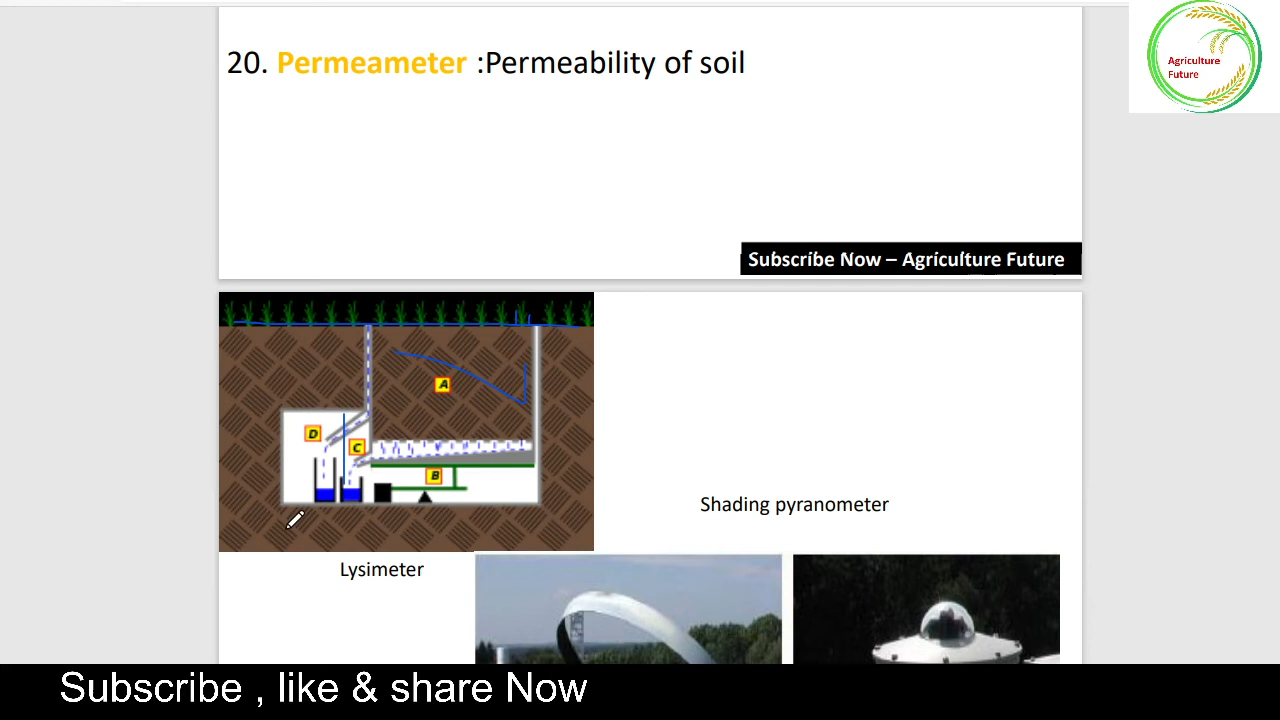 20. Permeameter :Permeability of soil
Agriculture
Future
Subscribe Now – Agriculture Future
A
D
C
B
Shading pyranometer
Lysimeter
Subscribe , like & share Now